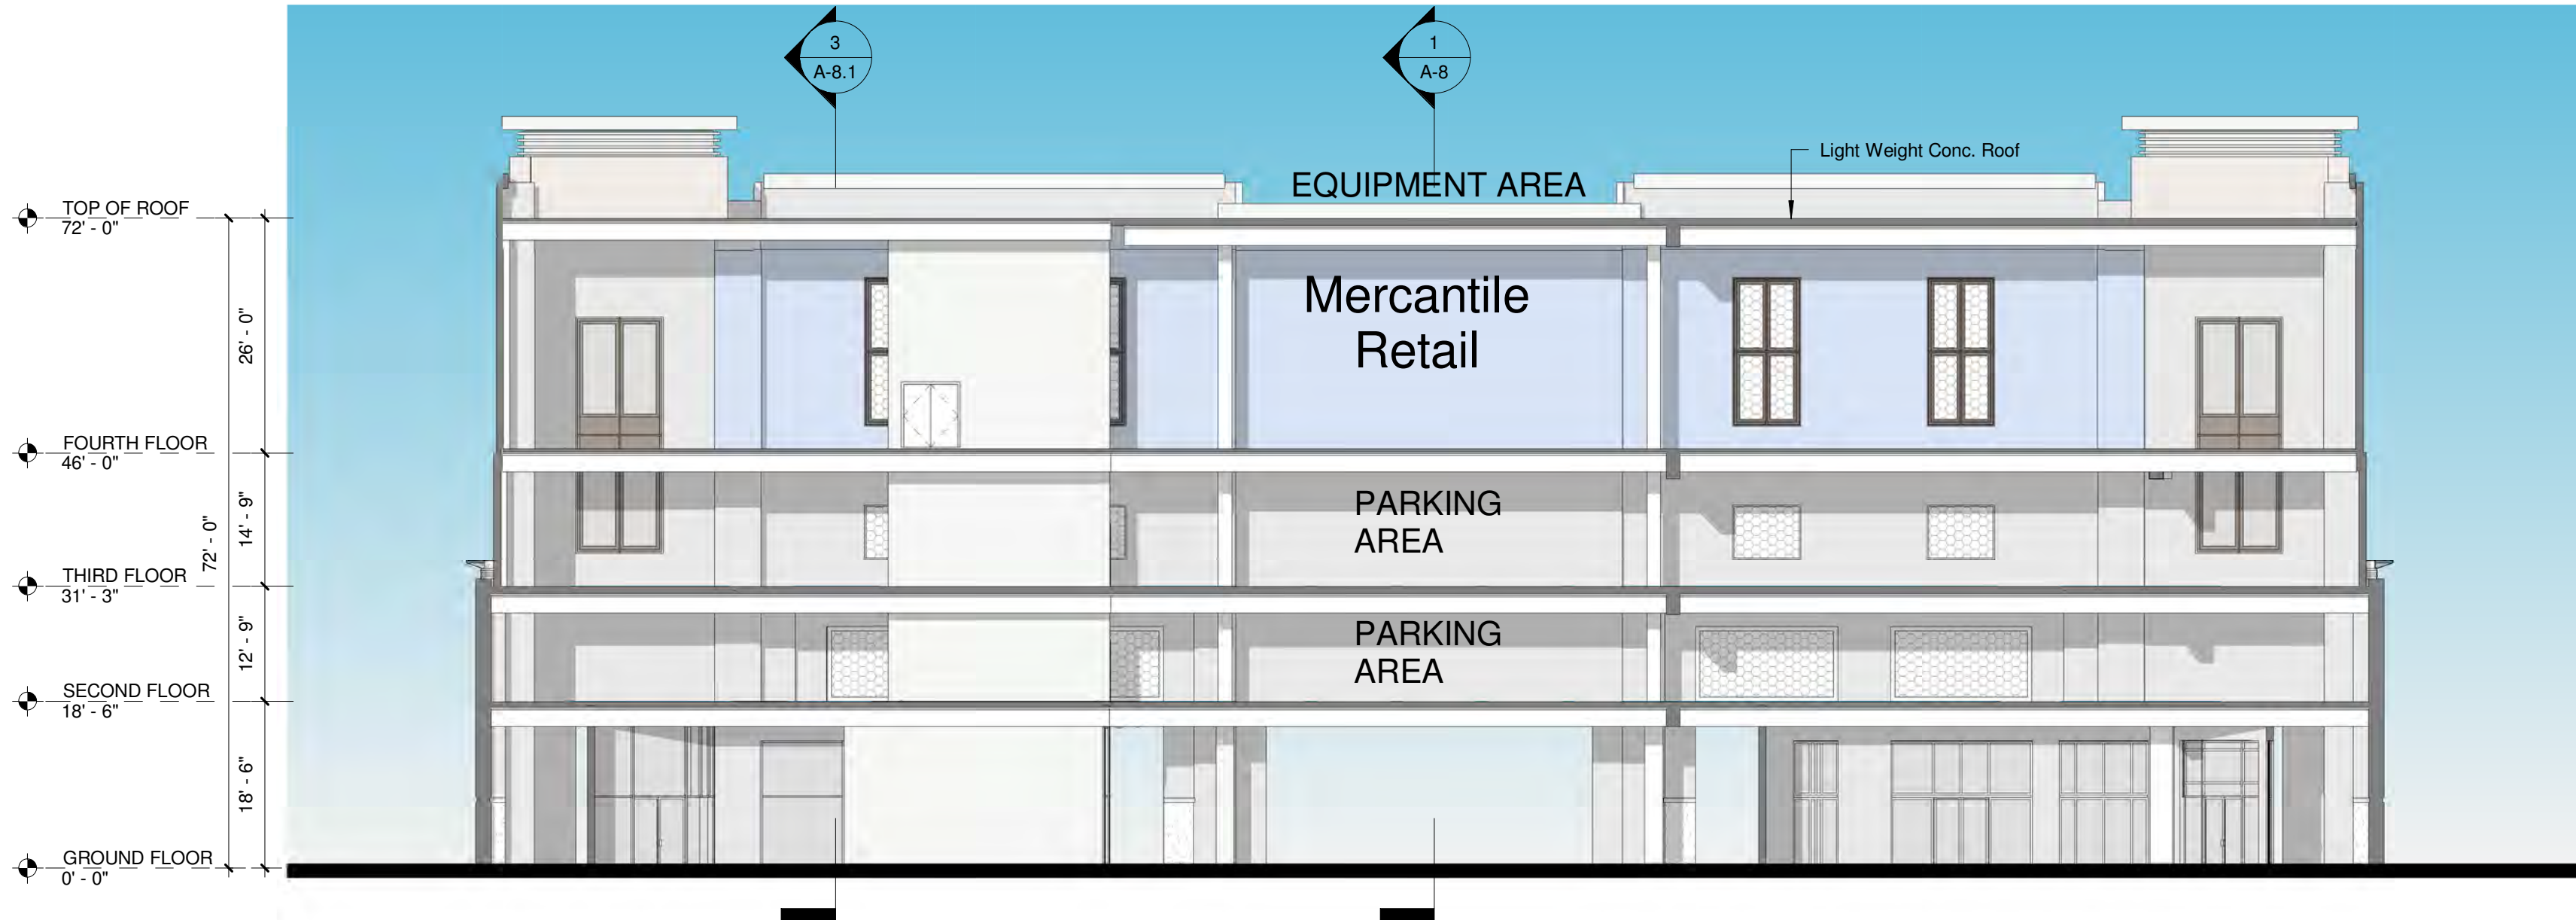 3
A-8.1
1
A-8
Light Weight Conc. Roof
EQUIPMENT AREA
TOP OF ROOF
72' - 0"
26' - 0"
Mercantile
Retail
FOURTH FLOOR
46' - 0"
14' - 9"
72' - 0"
PARKING
AREA
THIRD FLOOR
31' - 3"
12' - 9"
PARKING
AREA
SECOND FLOOR
18' - 6"
18' - 6"
GROUND FLOOR
0' - 0"